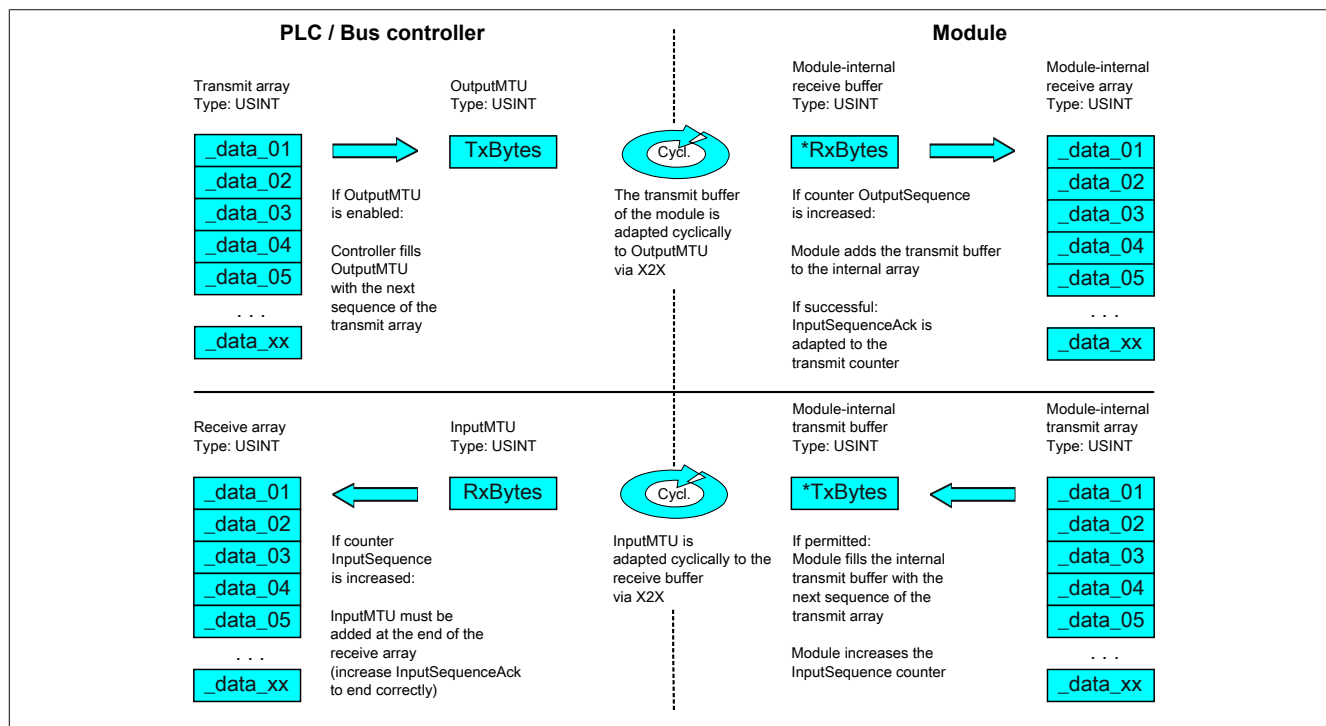 PLC / Bus controller
Module
Transmit array
Type: USINT
_data_01
_data_02
_data_03
_data_04
_data_05
. . .
_data_xx
If OutputMTU
is enabled:
Controller fills
OutputMTU
with the next
sequence of the
transmit array
OutputMTU
Type: USINT
TxBytes
Cycl.
The transmit buffer
of the module is
adapted cyclically
to OutputMTU
via X2X
Module-internal
receive buffer
Type: USINT
*RxBytes
If counter OutputSequence
is increased:
Module adds the transmit buffer
to the internal array
If successful:
InputSequenceAck is
adapted to the
transmit counter
Module-internal
receive array
Type: USINT
_data_01
_data_02
_data_03
_data_04
_data_05
. . .
_data_xx
Receive array
Type: USINT
_data_01
_data_02
_data_03
_data_04
_data_05
. . .
_data_xx
If counter
InputSequence
is increased:
InputMTU must be
added at the end of the
receive array
(increase InputSequenceAck
to end correctly)
InputMTU
Type: USINT
RxBytes
Cycl.
InputMTU is
adapted cyclically to the
receive buffer
via X2X
Module-internal
transmit buffer
Type: USINT
*TxBytes
If permitted:
Module fills the internal
transmit buffer with the
next sequence of the
transmit array
Module increases the
InputSequence counter
Module-internal
transmit array
Type: USINT
_data_01
_data_02
_data_03
_data_04
_data_05
. . .
_data_xx